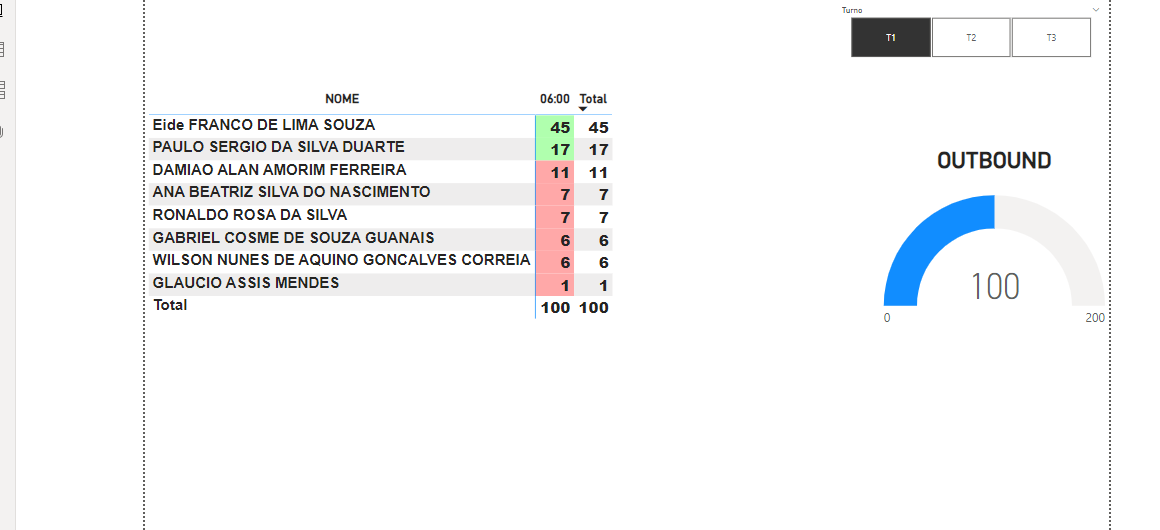 Turno
T1 T2 T3
NOME 06:00 Total
Eide FRANCO DE LIMA SOUZA 45 45
PAULO SERGIO DA SILVA DUARTE 17 17
DAMIAO ALAN AMORIM FERREIRA 11 11
ANA BEATRIZ SILVA DO NASCIMENTO 7 7
RONALDO ROSA DA SILVA 7 7
GABRIEL COSME DE SOUZA GUANAIS 6 6
WILSON NUNES DE AQUINO GONCALVES CORREIA 6 6
GLAUCIO ASSIS MENDES 1 1
Total 100 100
OUTBOUND
100
0 200